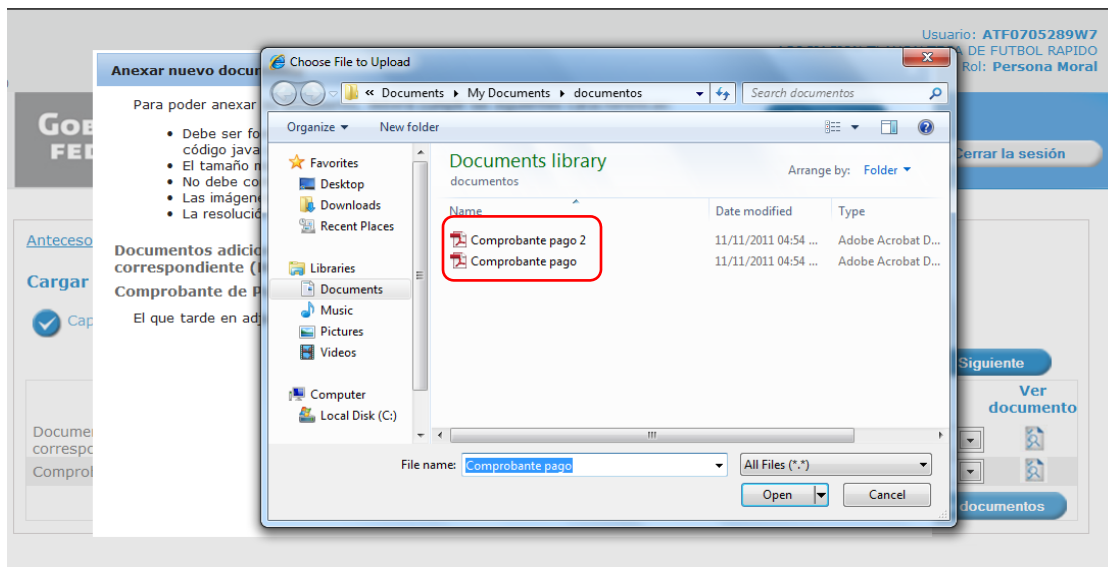 Usuario: ATF0705289W7
DE FUTBOL RAPIDO
Rol: Persona Moral
Choose File to Upload
Anexar nuevo docu
« Documents ▸ My Documents ▸ documentos
Search documentos
Para poder anexar
Organize
New folder
Debe ser fo
código java
El tamaño
No debe co
Las imágen
La resoluci
GOB
FED
Cerrar la sesión
Favorites
Desktop
Downloads
Recent Places
Libraries
Documents
Music
Pictures
Videos
Computer
Local Disk (C:)
Documents library
documentos
Arrange by: Folder
Name
Date modified
Type
Comprobante pago 2
11/11/2011 04:54 ...
Adobe Acrobat D...
Comprobante pago
11/11/2011 04:54 ...
Adobe Acrobat D...
Anteceso
Documentos adicio
correspondiente (
Cargar
Comprobante de P
Cap
El que tarde en adj
Siguiente
Ver
documento
Docume
corresp
Comprob
File name:
Comprobante pago
All Files (*.*)
Open
Cancel
documentos